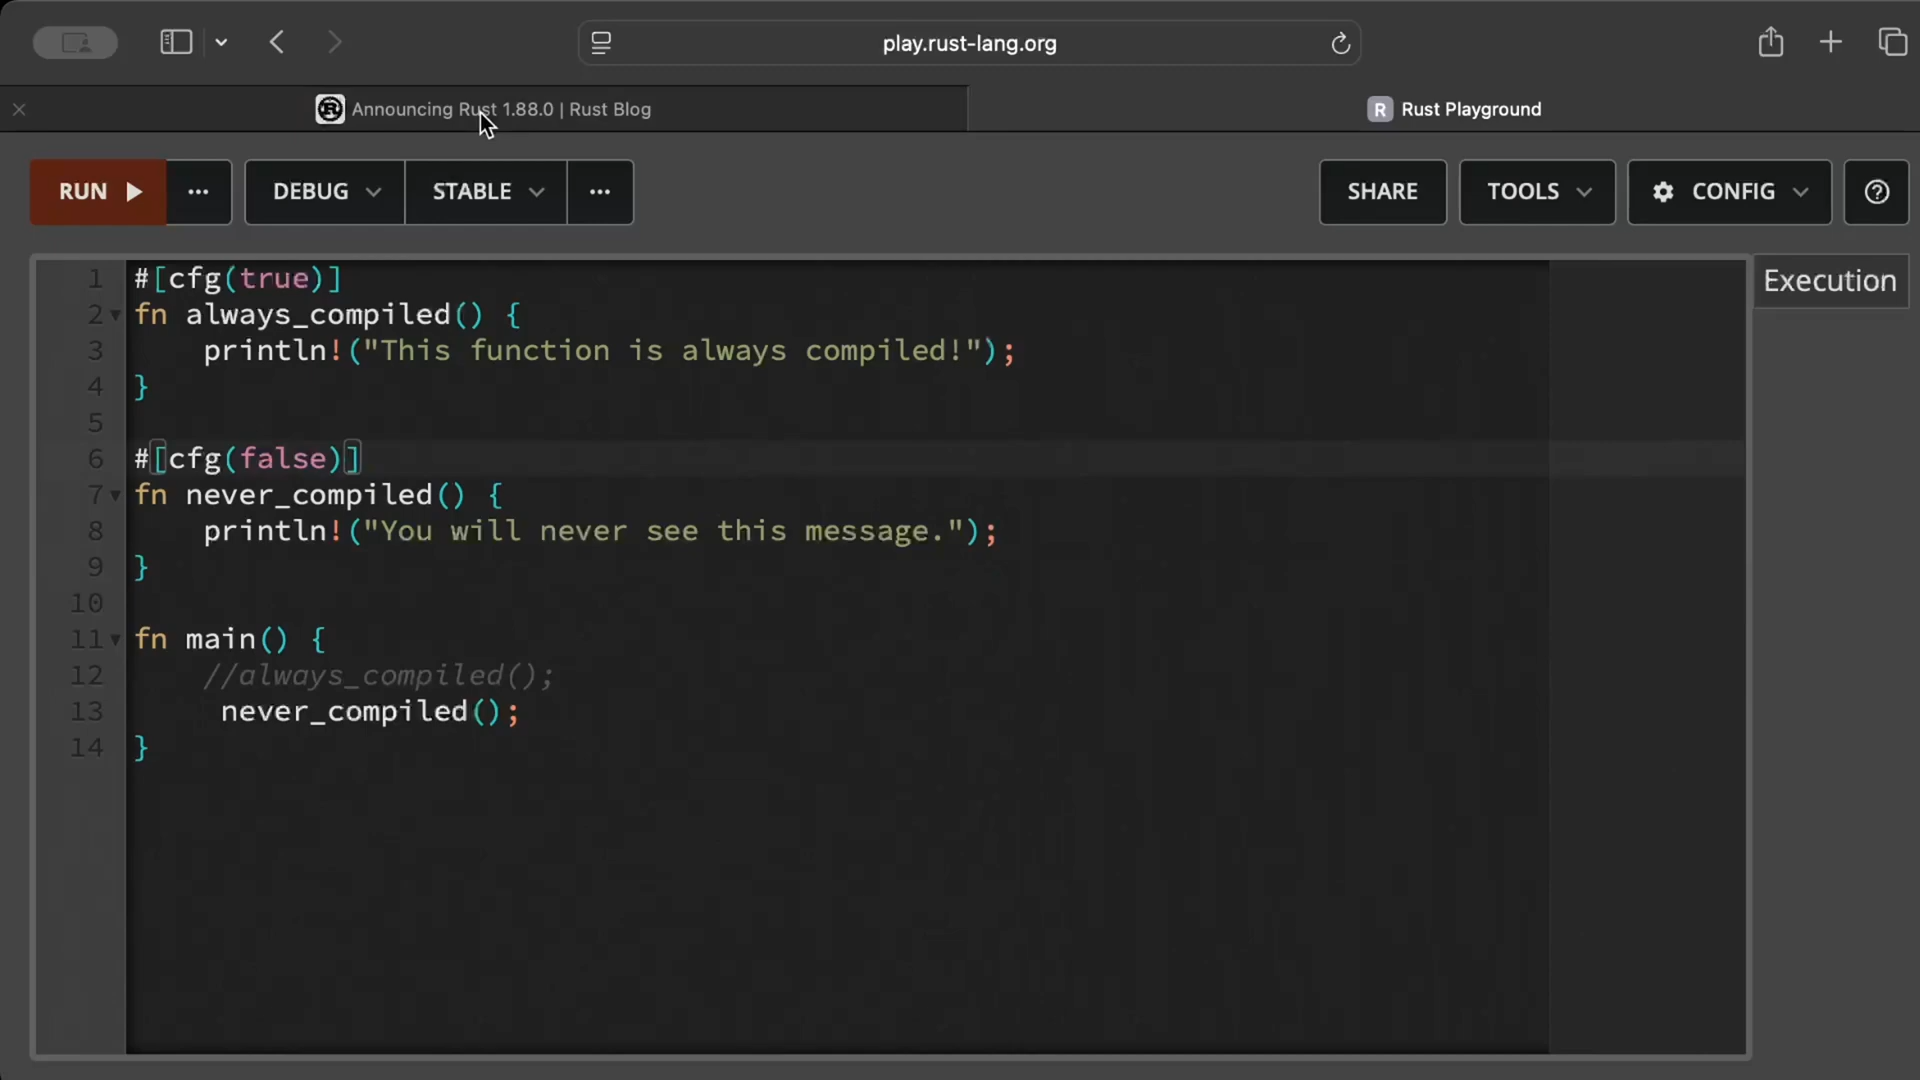 play.rust-lang.org
Announcing Rust 1.88.0 | Rust Blog
R Rust Playground
RUN
DEBUG
STABLE
SHARE
TOOLS
CONFIG
1 #[cfg(true)]
2 fn always_compiled() {
3     println!("This function is always compiled!");
4 }
5
6 #[cfg(false)]
7 fn never_compiled() {
8     println!("You will never see this message.");
9 }
10
11 fn main() {
12     //always_compiled();
13      never_compiled();
14 }
Execution